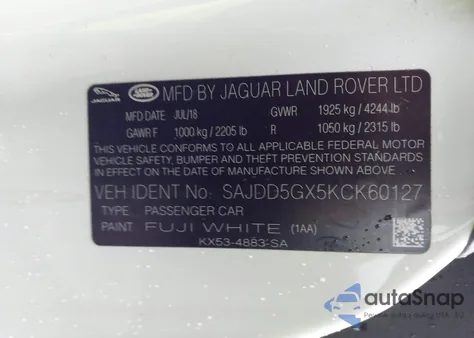 JAGUAR LAND ROVER MFD BY JAGUAR LAND ROVER LTD
MFD DATE JUL/18 GVWR 1925 kg / 4244 lb
GAWR F 1000 kg / 2205 lb R 1050 kg / 2315 lb
THIS VEHICLE CONFORMS TO ALL APPLICABLE FEDERAL MOTOR
VEHICLE SAFETY, BUMPER AND THEFT PREVENTION STANDARDS
IN EFFECT ON THE DATE OF MANUFACTURE SHOWN ABOVE
VEH IDENT No: SAJDD5GX5KCK60127
TYPE: PASSENGER CAR
PAINT: FUJI WHITE (1AA)
KX53-4883-SA
autoSnap